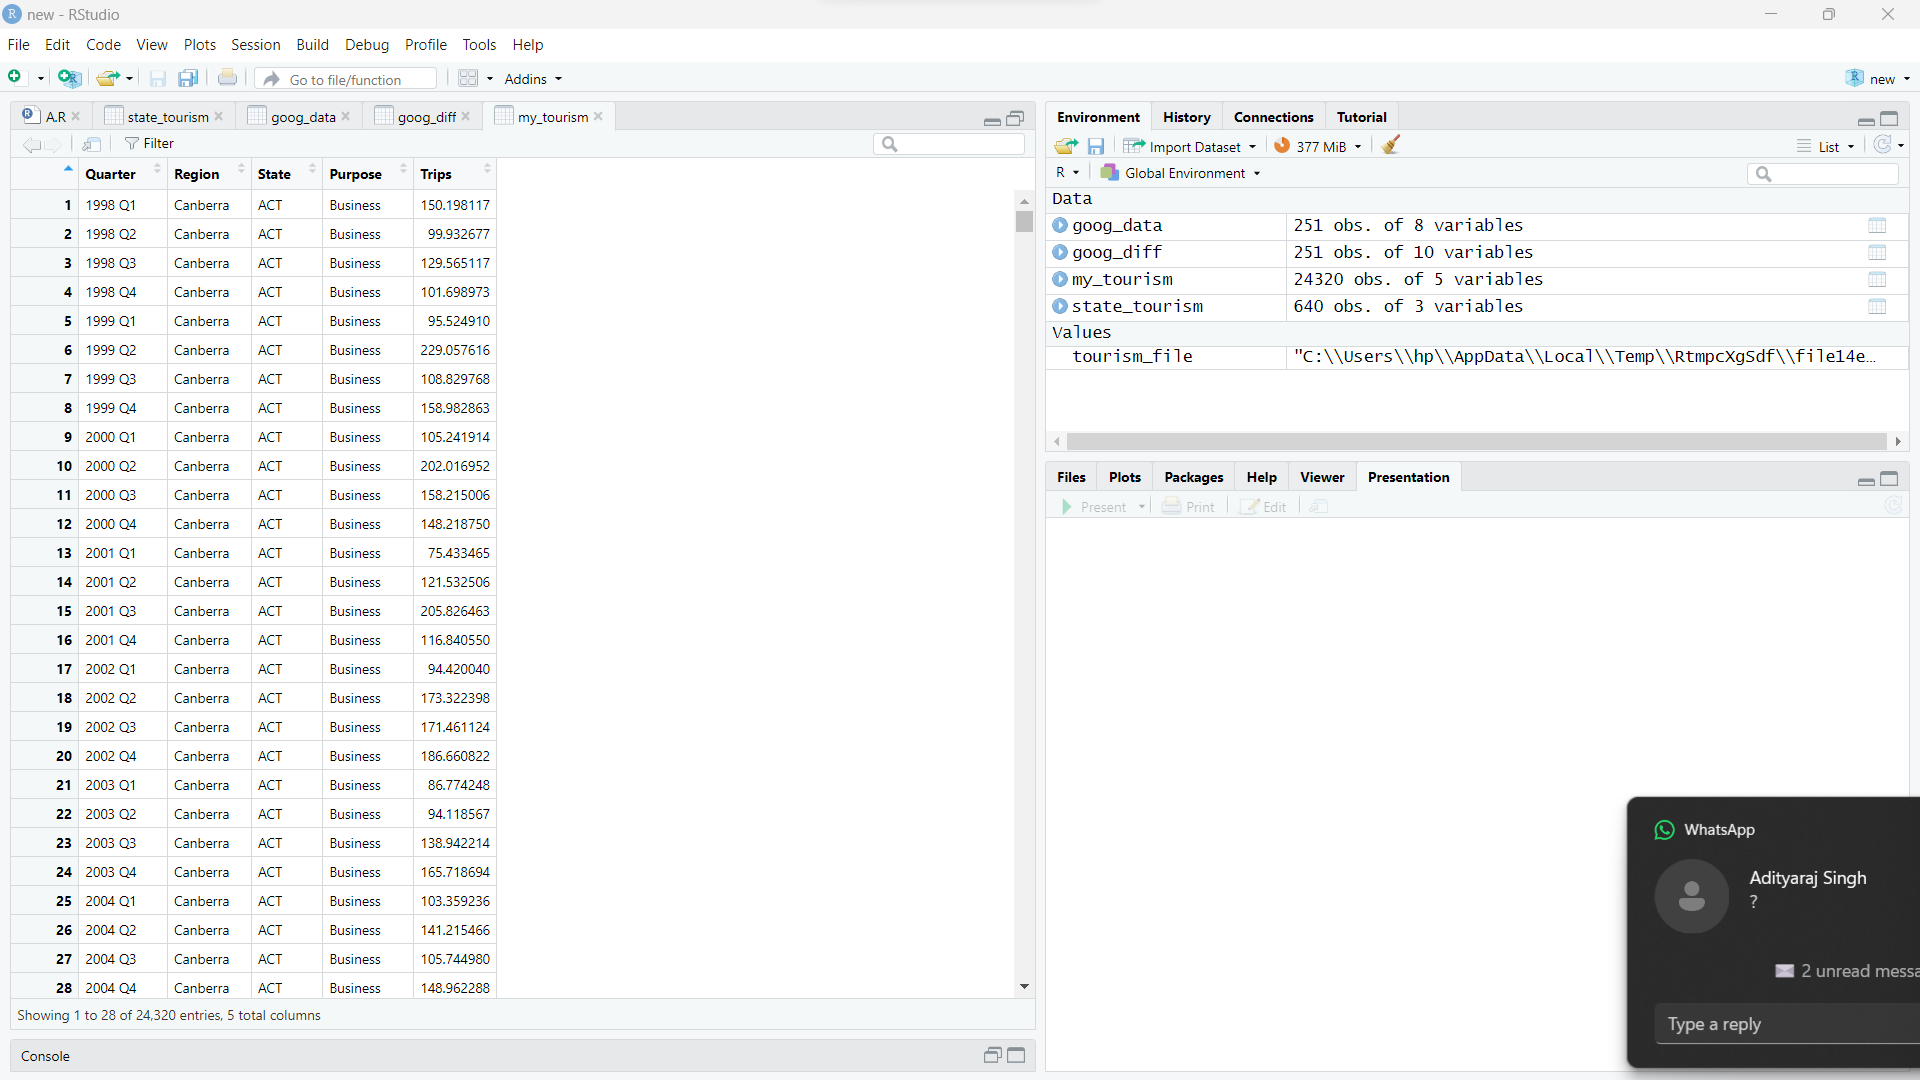 new - RStudio
File Edit Code View Plots Session Build Debug Profile Tools Help
Go to file/function Addins new
A.R state_tourism goog_data goog_diff my_tourism
Filter
Quarter Region State Purpose Trips
1 1998 Q1 Canberra ACT Business 150.198117
2 1998 Q2 Canberra ACT Business 99.932677
3 1998 Q3 Canberra ACT Business 129.565117
4 1998 Q4 Canberra ACT Business 101.698973
5 1999 Q1 Canberra ACT Business 95.524910
6 1999 Q2 Canberra ACT Business 229.057616
7 1999 Q3 Canberra ACT Business 108.829768
8 1999 Q4 Canberra ACT Business 158.982863
9 2000 Q1 Canberra ACT Business 105.241914
10 2000 Q2 Canberra ACT Business 202.016952
11 2000 Q3 Canberra ACT Business 158.215006
12 2000 Q4 Canberra ACT Business 148.218750
13 2001 Q1 Canberra ACT Business 75.433465
14 2001 Q2 Canberra ACT Business 121.532506
15 2001 Q3 Canberra ACT Business 205.826463
16 2001 Q4 Canberra ACT Business 116.840550
17 2002 Q1 Canberra ACT Business 94.420040
18 2002 Q2 Canberra ACT Business 173.322398
19 2002 Q3 Canberra ACT Business 171.461124
20 2002 Q4 Canberra ACT Business 186.660822
21 2003 Q1 Canberra ACT Business 86.774248
22 2003 Q2 Canberra ACT Business 94.118567
23 2003 Q3 Canberra ACT Business 138.942214
24 2003 Q4 Canberra ACT Business 165.718694
25 2004 Q1 Canberra ACT Business 103.359236
26 2004 Q2 Canberra ACT Business 141.215466
27 2004 Q3 Canberra ACT Business 105.744980
28 2004 Q4 Canberra ACT Business 148.962288
Showing 1 to 28 of 24,320 entries, 5 total columns
Console
Environment History Connections Tutorial
Import Dataset 377 MiB List
R Global Environment
Data
goog_data 251 obs. of 8 variables
goog_diff 251 obs. of 10 variables
my_tourism 24320 obs. of 5 variables
state_tourism 640 obs. of 3 variables
Values
tourism_file "C:\\Users\\hp\\AppData\\Local\\Temp\\RtmpcXgSdf\\file14e…
Files Plots Packages Help Viewer Presentation
Present Print Edit
WhatsApp
Adityaraj Singh
?
2 unread messa
Type a reply